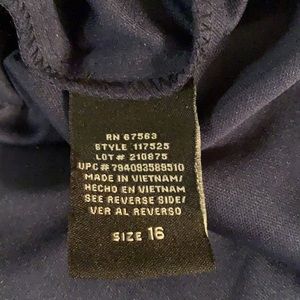 RN 67563
STYLE 117525
LOT# 210875
UPC# 794093589510
MADE IN VIETNAM/
HECHO EN VIETNAM
SEE REVERSE SIDE/
VER AL REVERSO
SIZE 16